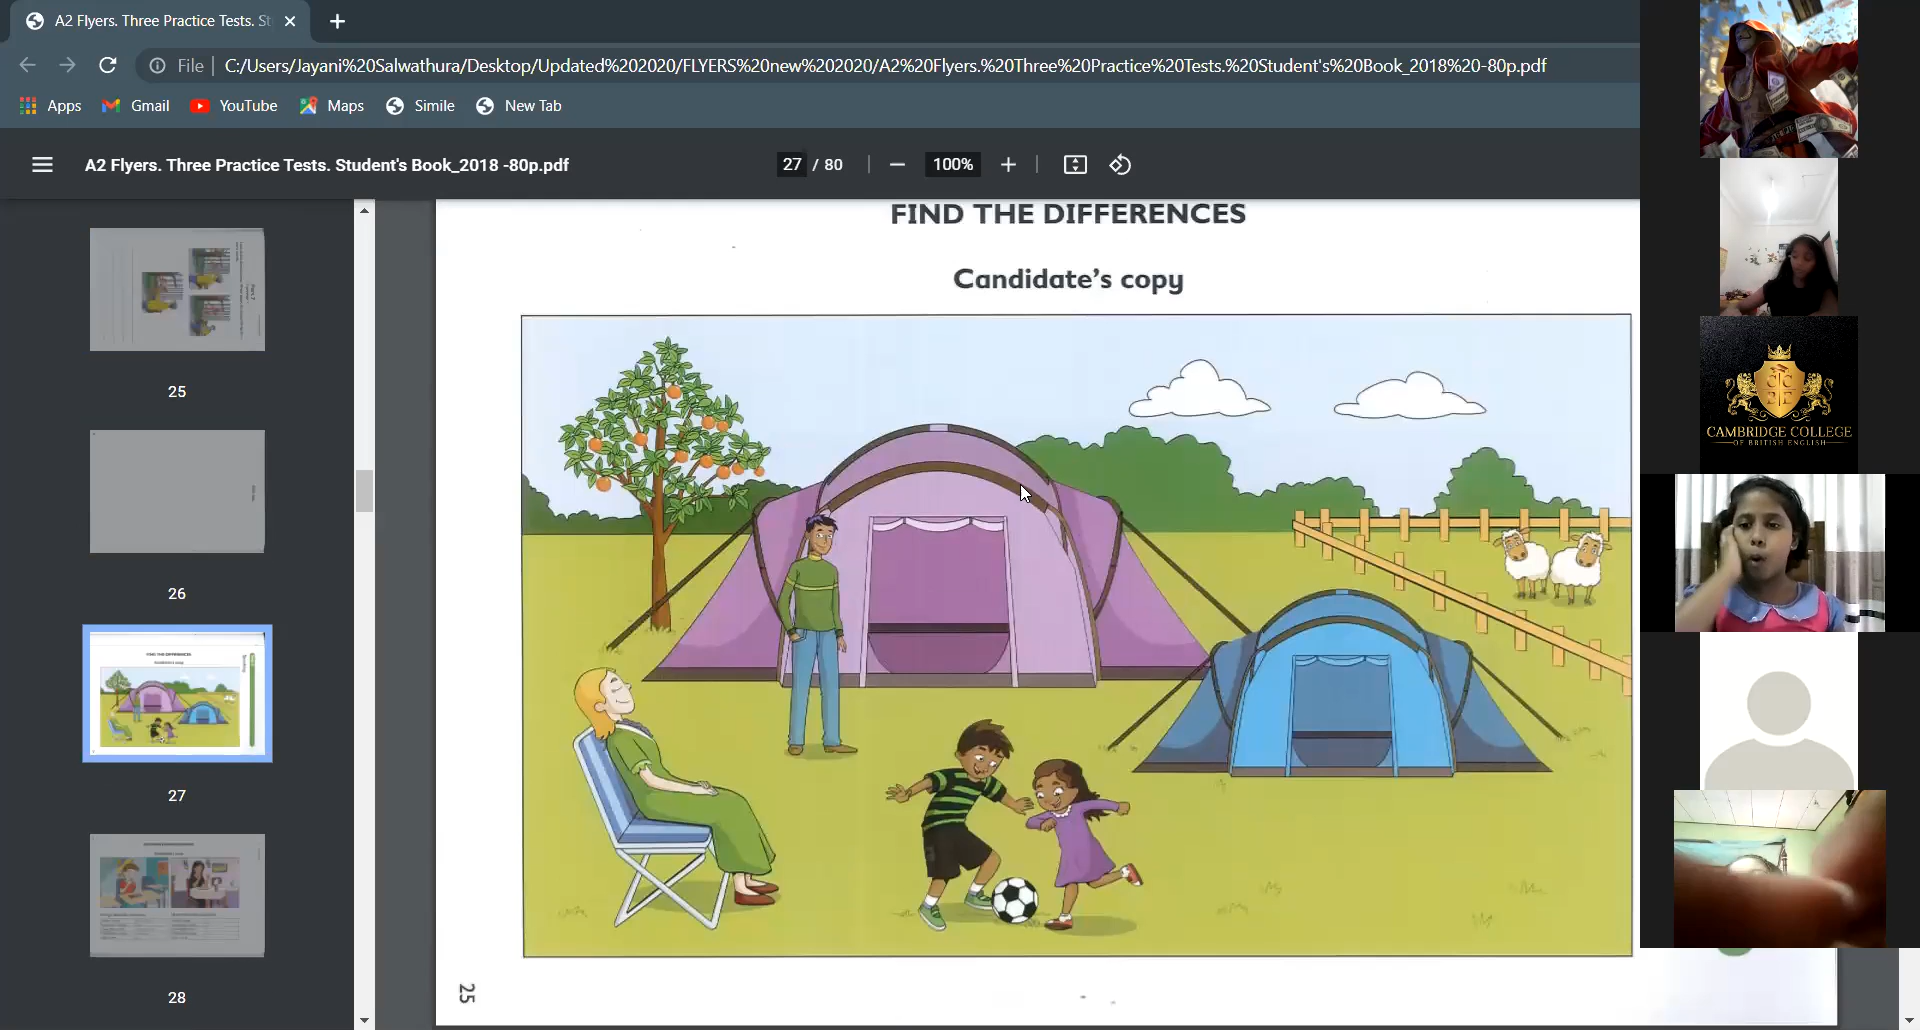 A2 Flyers. Three Practice Tests. St
File
C:/Users/Jayani%20Salwathura/Desktop/Updated%202020/FLYERS%20new%202020/A2%20Flyers.%20Three%20Practice%20Tests.%20Student's%20Book_2018%20-80p.pdf
Apps
Gmail
YouTube
Maps
Simile
New Tab
A2 Flyers. Three Practice Tests. Student's Book_2018 -80p.pdf
27 / 80
100%
25
26
27
28
FIND THE DIFFERENCES
Candidate's copy
25
CAMBRIDGE COLLEGE
OF BRITISH ENGLISH